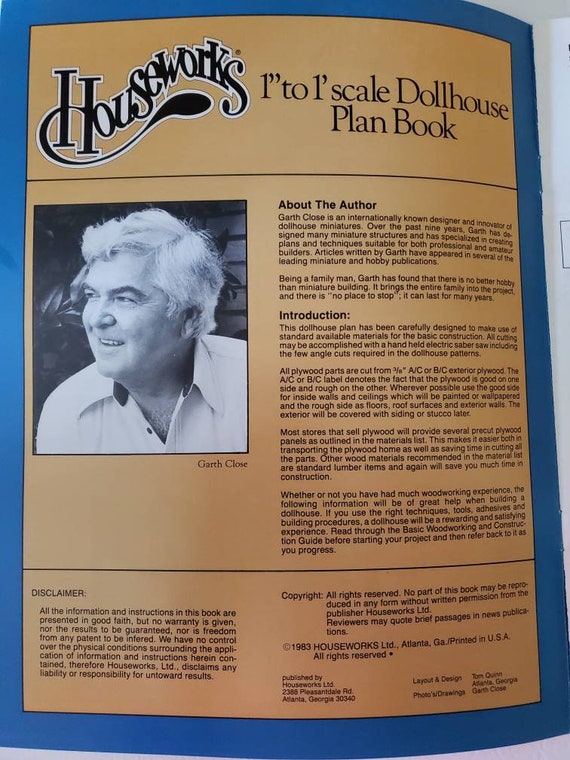 Houseworks®
1" to 1' scale Dollhouse
Plan Book
About The Author
Garth Close is an internationally known designer and innovator of
dollhouse miniatures. Over the past nine years, Garth has de-
signed many miniature structures and has specialized in creating
plans and techniques suitable for both professional and amateur
builders. Articles written by Garth have appeared in several of the
leading miniature and hobby publications.
Being a family man, Garth has found that there is no better hobby
than miniature building. It brings the entire family into the project,
and there is "no place to stop"; it can last for many years.
Introduction:
This dollhouse plan has been carefully designed to make use of
standard available materials for the basic construction. All cutting
may be accomplished with a hand held electric saber saw including
the few angle cuts required in the dollhouse patterns.
All plywood parts are cut from 3/8" A/C or B/C exterior plywood. The
A/C or B/C label denotes the fact that the plywood is good on one
side and rough on the other. Wherever possible use the good side
for inside walls and ceilings which will be painted or wallpapered
and the rough side as floors, roof surfaces and exterior walls. The
exterior will be covered with siding or stucco later.
Most stores that sell plywood will provide several precut plywood
panels as outlined in the materials list. This makes it easier both in
transporting the plywood home as well as saving time in cutting all
the parts. Other wood materials recommended in the material list
are standard lumber items and again will save you much time in
construction.
Whether or not you have had much woodworking experience, the
following information will be of great help when building a
dollhouse. If you use the right techniques, tools, adhesives and
building procedures, a dollhouse will be a rewarding and satisfying
experience. Read through the Basic Woodworking and Construc-
tion Guide before starting your project and then refer back to it as
you progress.
Garth Close
DISCLAIMER:
All the information and instructions in this book are
presented in good faith, but no warranty is given,
nor the results to be guaranteed, nor is freedom
from any patent to be infered. We have no control
over the physical conditions surrounding the appli-
cation of information and instructions herein con-
tained, therefore Houseworks, Ltd., disclaims any
liability or responsibility for untoward results.
Copyright: All rights reserved. No part of this book may be repro-
duced in any form without written permission from the
publisher Houseworks Ltd.
Reviewers may quote brief passages in news publica-
tions.
©1983 HOUSEWORKS Ltd., Atlanta, Ga./Printed in U.S.A.
All rights reserved •
published by
Houseworks Ltd.
2388 Pleasantdale Rd.
Atlanta, Georgia 30340
Layout & Design Tom Quinn
Atlanta, Georgia
Photo's/Drawings Garth Close